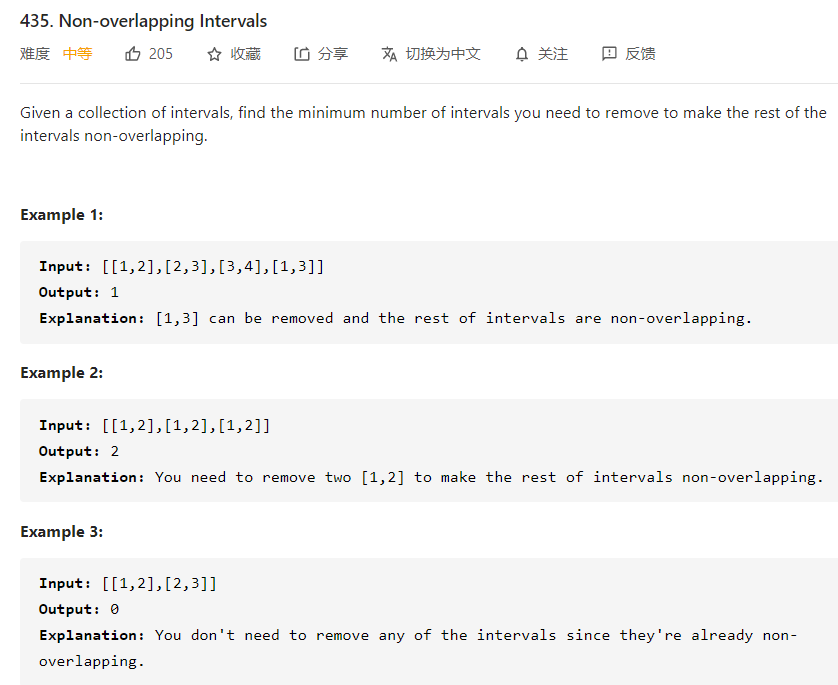 435. Non-overlapping Intervals
难度 中等 205 收藏 分享 切换为中文 关注 反馈
Given a collection of intervals, find the minimum number of intervals you need to remove to make the rest of the
intervals non-overlapping.
Example 1:
Input: [[1,2],[2,3],[3,4],[1,3]]
Output: 1
Explanation: [1,3] can be removed and the rest of intervals are non-overlapping.
Example 2:
Input: [[1,2],[1,2],[1,2]]
Output: 2
Explanation: You need to remove two [1,2] to make the rest of intervals non-overlapping.
Example 3:
Input: [[1,2],[2,3]]
Output: 0
Explanation: You don't need to remove any of the intervals since they're already non-
overlapping.